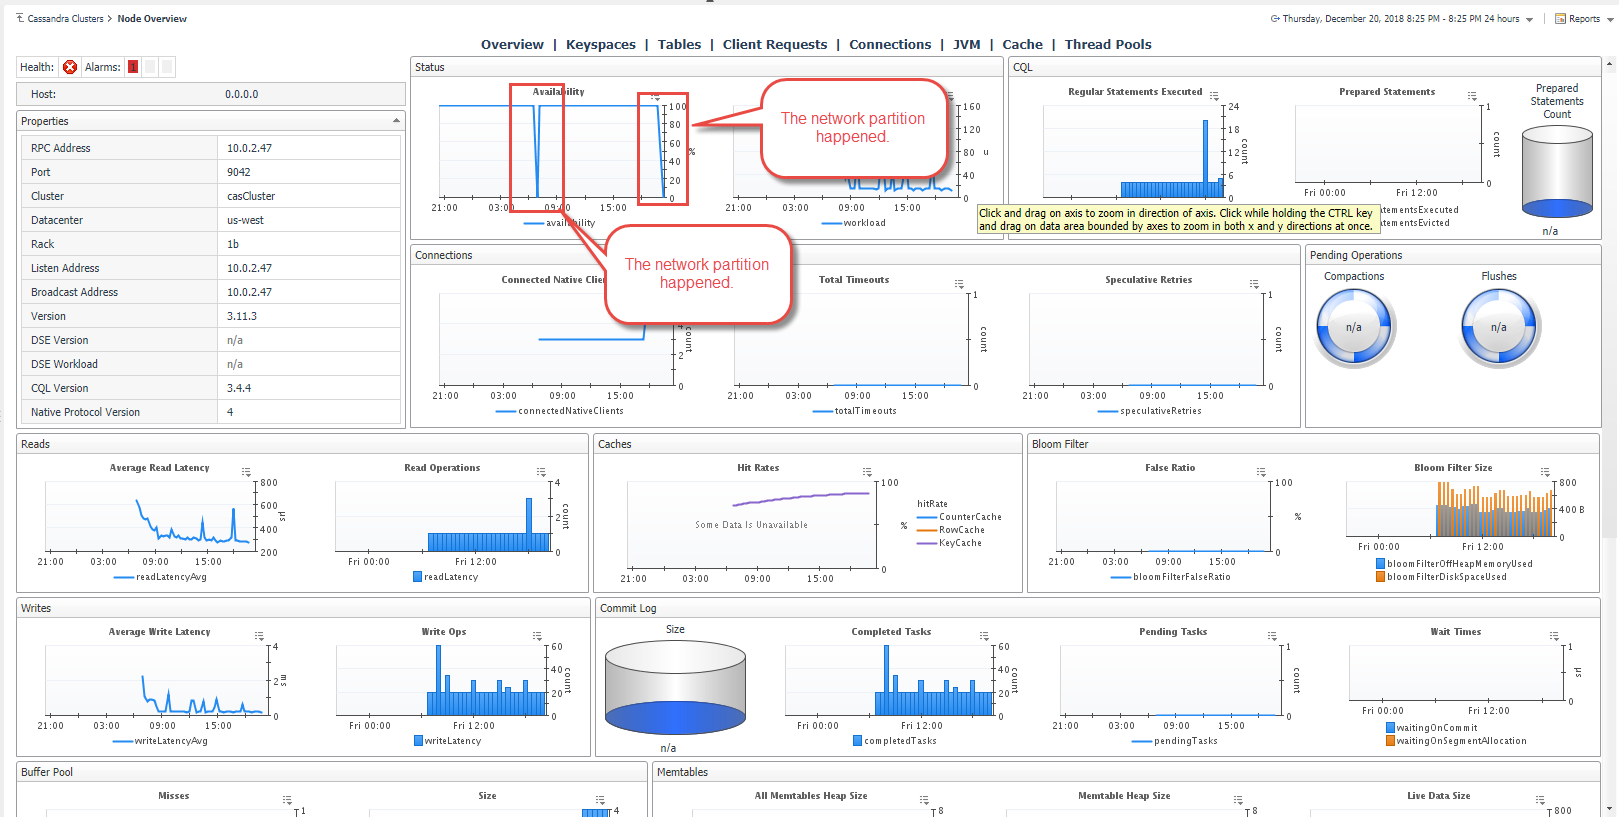 Cassandra Clusters > Node Overview
Thursday, December 20, 2018 8:25 PM - 8:25 PM 24 hours
Reports
Overview | Keyspaces | Tables | Client Requests | Connections | JVM | Cache | Thread Pools
Health:
Alarms:
1
Host: 0.0.0.0
Properties
RPC Address 10.0.2.47
Port 9042
Cluster casCluster
Datacenter us-west
Rack 1b
Listen Address 10.0.2.47
Broadcast Address 10.0.2.47
Version 3.11.3
DSE Version n/a
DSE Workload n/a
CQL Version 3.4.4
Native Protocol Version 4
Status
Availability
100
80
60
40
20
0
%
21:00 03:00 09:00 15:00
availability
The network partition
happened.
The network partition
happened.
160
120
80
40
0
u
21:00 03:00 09:00 15:00
workload
CQL
Regular Statements Executed
24
18
12
6
0
count
Prepared Statements
1
0
count
Fri 00:00 Fri 12:00
tementsExecuted
atementsEvicted
Prepared
Statements
Count
n/a
Click and drag on axis to zoom in direction of axis. Click while holding the CTRL key
and drag on data area bounded by axes to zoom in both x and y directions at once.
Connections
Connected Native Clie
4
2
0
count
21:00 03:00 09:00 15:00
connectedNativeClients
Total Timeouts
1
0
count
21:00 03:00 09:00 15:00
totalTimeouts
Speculative Retries
1
0
count
21:00 03:00 09:00 15:00
speculativeRetries
Pending Operations
Compactions
n/a
Flushes
n/a
Reads
Average Read Latency
800
600
400
200
µs
21:00 03:00 09:00 15:00
readLatencyAvg
Read Operations
4
2
0
count
Fri 00:00 Fri 12:00
readLatency
Caches
Hit Rates
100
0
%
Some Data Is Unavailable
21:00 03:00 09:00 15:00
hitRate
CounterCache
RowCache
KeyCache
Bloom Filter
False Ratio
100
0
%
21:00 03:00 09:00 15:00
bloomFilterFalseRatio
Bloom Filter Size
800
400 B
0
Fri 00:00 Fri 12:00
bloomFilterOffHeapMemoryUsed
bloomFilterDiskSpaceUsed
Writes
Average Write Latency
4
2
0
ms
21:00 03:00 09:00 15:00
writeLatencyAvg
Write Ops
60
40
20
0
count
Fri 00:00 Fri 12:00
writeLatency
Commit Log
Size
n/a
Completed Tasks
60
40
20
0
count
Fri 00:00 Fri 12:00
completedTasks
Pending Tasks
1
0
count
21:00 03:00 09:00 15:00
pendingTasks
Wait Times
1
0
µs
Fri 00:00 Fri 12:00
waitingOnCommit
waitingOnSegmentAllocation
Buffer Pool
Misses
1
Size
4
Memtables
All Memtables Heap Size
8
Memtable Heap Size
8
Live Data Size
800